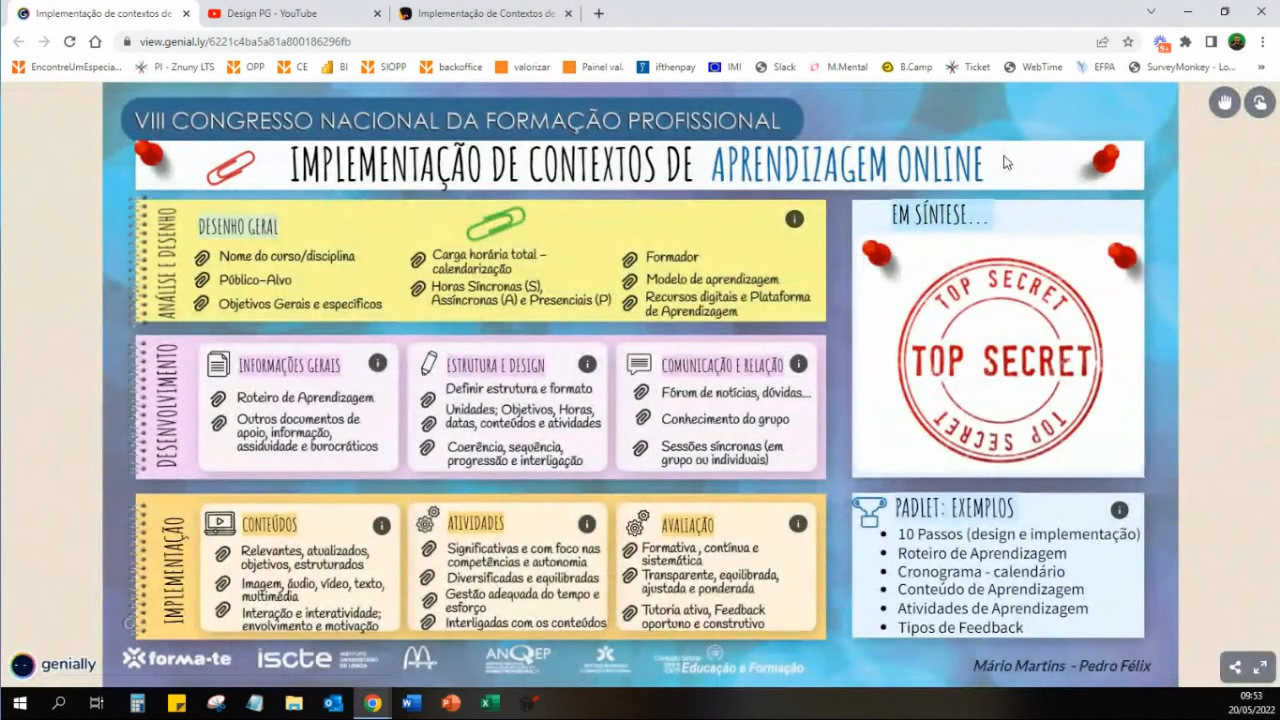 Implementação de contextos de
Design PG - YouTube
Implementação de Contextos de
view.genial.ly/6221c4ba5a81a800186296fb
EncontreUmEspecia...
PI - Znuny LTS
OPP
CE
BI
SIOPP
backoffice
valorizar
Painel val.
ifthenpay
IMI
Slack
M.Mental
B.Camp
Ticket
WebTime
EFPA
SurveyMonkey - Lo...
VIII CONGRESSO NACIONAL DA FORMAÇÃO PROFISSIONAL
IMPLEMENTAÇÃO DE CONTEXTOS DE APRENDIZAGEM ONLINE
ANÁLISE E DESENHO
DESENHO GERAL
Nome do curso/disciplina
Público-Alvo
Objetivos Gerais e específicos
Carga horária total -
calendarização
Horas Síncronas (S),
Assíncronas (A) e Presenciais (P)
Formador
Modelo de aprendizagem
Recursos digitais e Plataforma
de Aprendizagem
EM SÍNTESE...
TOP SECRET
TOP SECRET
TOP SECRET
DESENVOLVIMENTO
INFORMAÇÕES GERAIS
Roteiro de Aprendizagem
Outros documentos de
apoio, informação,
assiduidade e burocráticos
ESTRUTURA E DESIGN
Definir estrutura e formato
Unidades; Objetivos, Horas,
datas, conteúdos e atividades
Coerência, sequência,
progressão e interligação
COMUNICAÇÃO E RELAÇÃO
Fórum de notícias, dúvidas...
Conhecimento do grupo
Sessões síncronas (em
grupo ou individuais)
IMPLEMENTAÇÃO
CONTEÚDOS
Relevantes, atualizados,
objetivos, estruturados
Imagem, áudio, vídeo, texto,
multimédia
Interação e interatividade;
envolvimento e motivação
ATIVIDADES
Significativas e com foco nas
competências e autonomia
Diversificadas e equilibradas
Gestão adequada do tempo e
esforço
Interligadas com os conteúdos
AVALIAÇÃO
Formativa, contínua e
sistemática
Transparente, equilibrada,
ajustada e ponderada
Tutoria ativa, Feedback
oportuno e construtivo
PADLET: EXEMPLOS
10 Passos (design e implementação)
Roteiro de Aprendizagem
Cronograma - calendário
Conteúdo de Aprendizagem
Atividades de Aprendizagem
Tipos de Feedback
genially
forma-te
iscte
INSTITUTO
UNIVERSITÁRIO
DE LISBOA
ANQEP
Educação e Formação
Mário Martins - Pedro Félix
09:53
20/05/2022